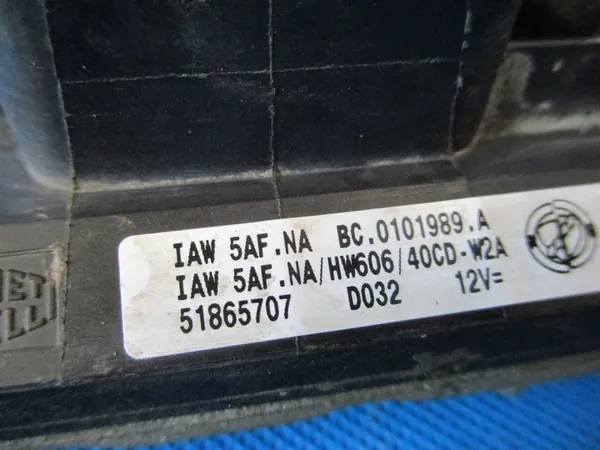 IAW 5AF.NA BC.0101989.A
IAW 5AF.NA/HW606/40CD-W2A
51865707 D032 12V=